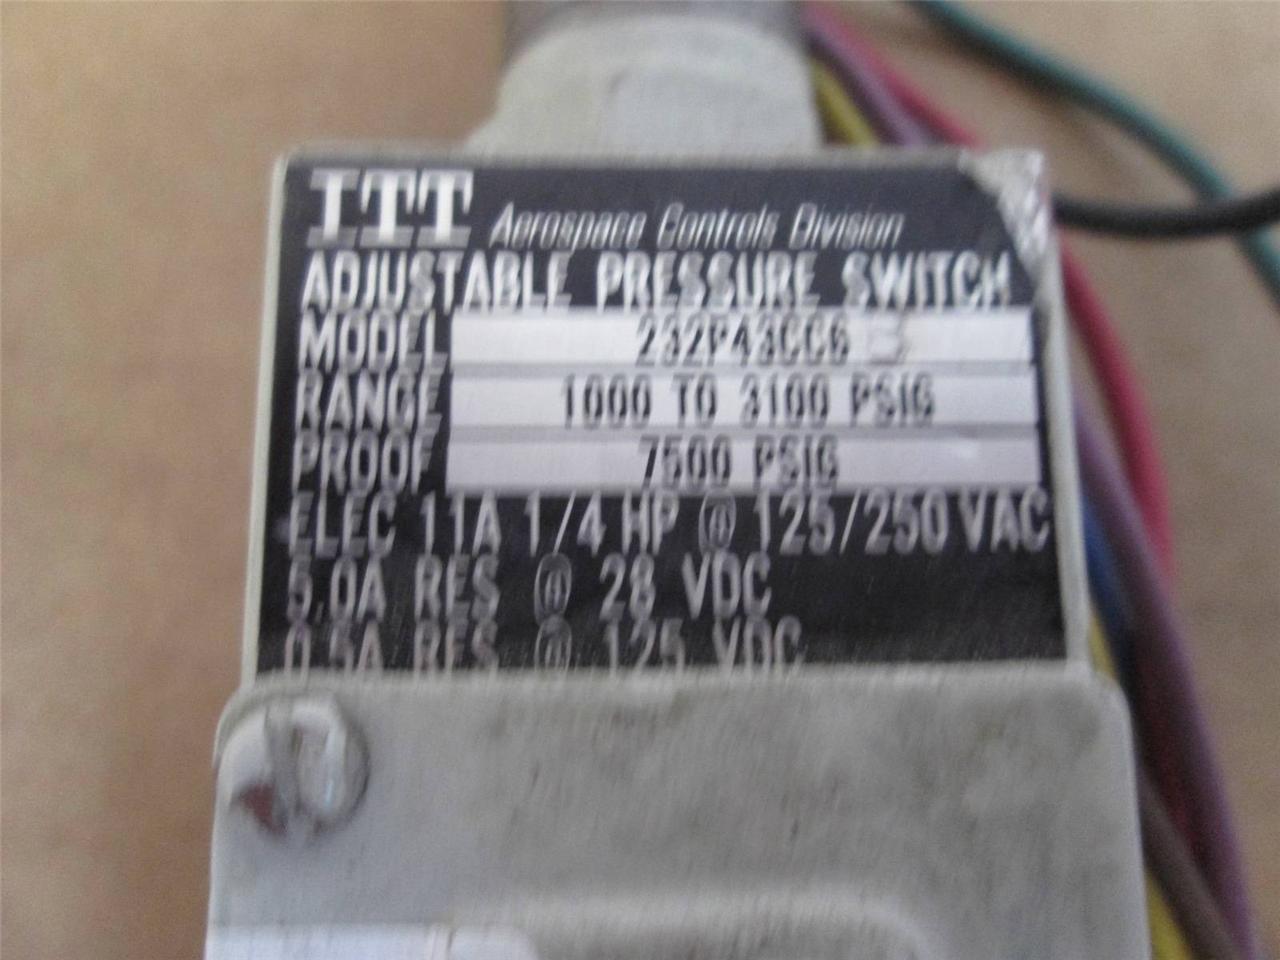 ITT Aerospace Controls Division
ADJUSTABLE PRESSURE SWITCH
MODEL 232P43CC6 B
RANGE 1000 TO 3100 PSIG
PROOF 7500 PSIG
ELEC 11A 1/4 HP @ 125/250 VAC
5.0A RES @ 28 VDC
0.5A RES @ 125 VDC